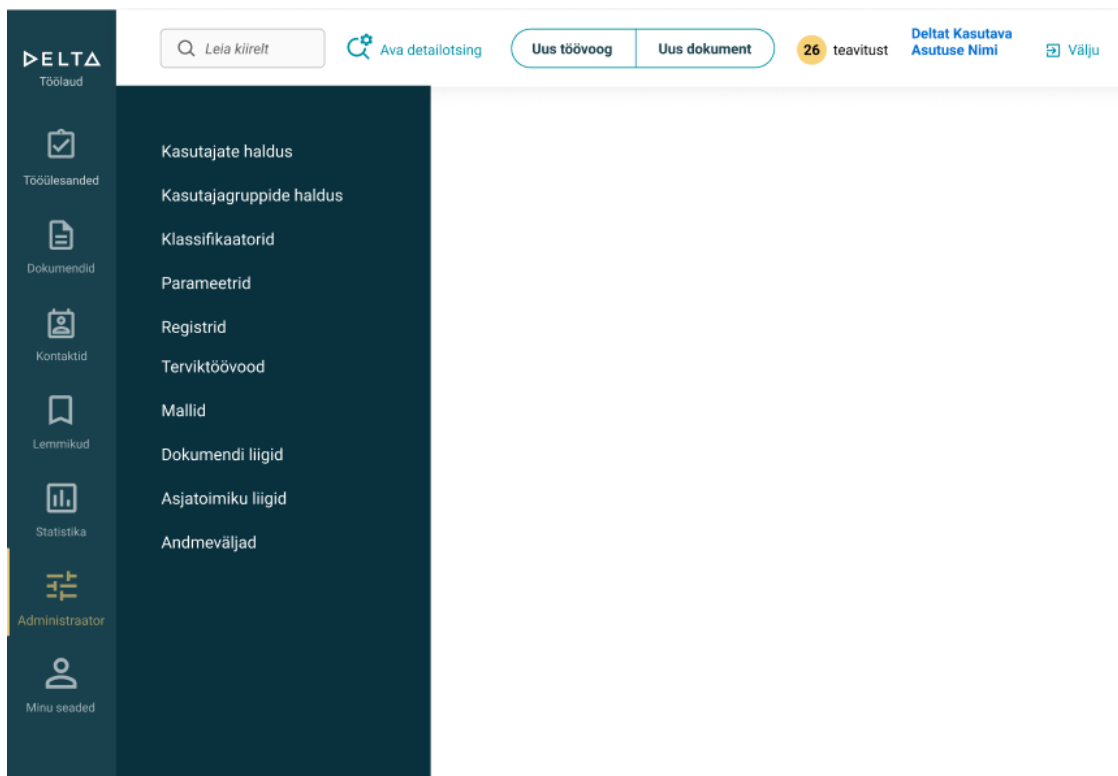 DELTA
Töölaud
Leia kiirelt
Ava detailotsing
Uus töövoog
Uus dokument
26 teavitust
Deltat Kasutava
Asutuse Nimi
Välju
Tööülesanded
Dokumendid
Kontaktid
Lemmikud
Statistika
Administraator
Minu seaded
Kasutajate haldus
Kasutajagruppide haldus
Klassifikaatorid
Parameetrid
Registrid
Terviktöövood
Mallid
Dokumendi liigid
Asjatoimiku liigid
Andmeväljad